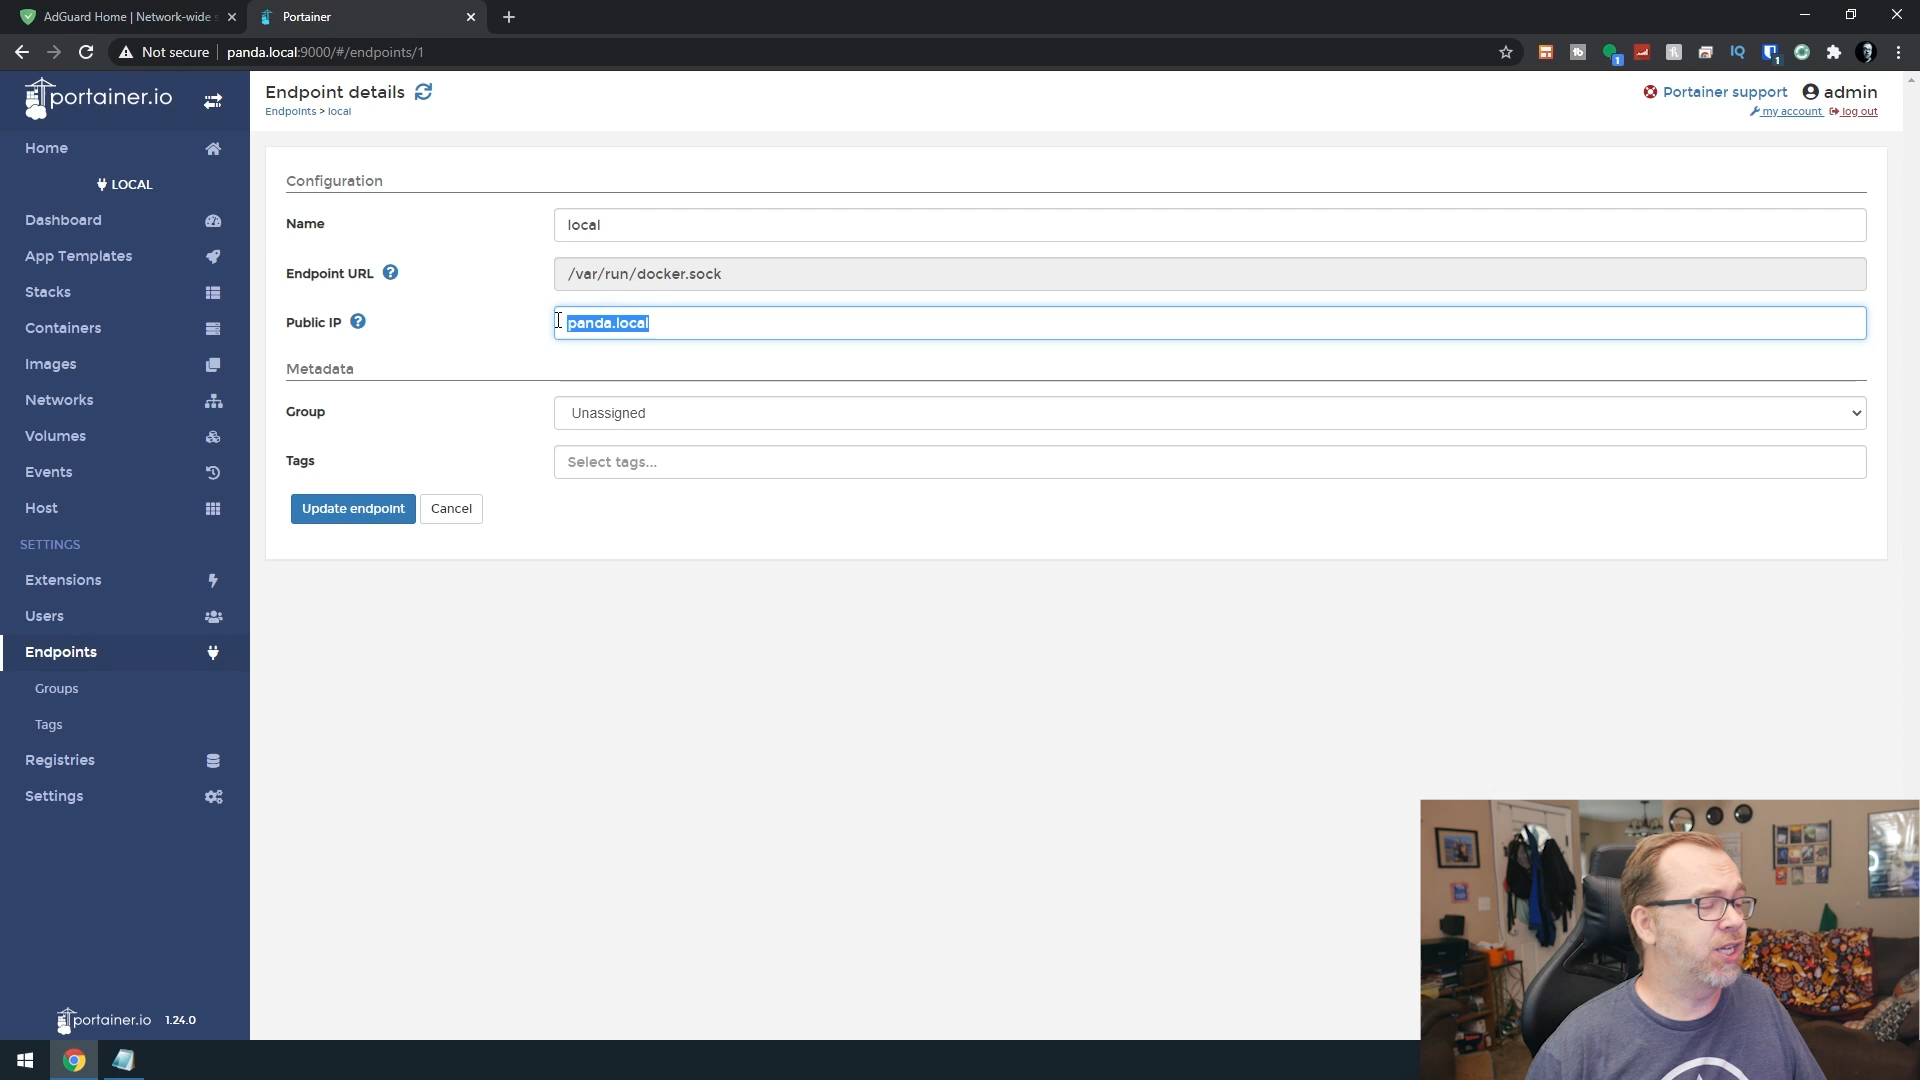 AdGuard Home | Network-wide s
Portainer
Not secure
panda.local:9000/#/endpoints/1
1
1
portainer.io
Endpoint details
Endpoints > local
Portainer support
admin
my account
log out
Home
LOCAL
Dashboard
App Templates
Stacks
Containers
Images
Networks
Volumes
Events
Host
SETTINGS
Extensions
Users
Endpoints
Groups
Tags
Registries
Settings
portainer.io 1.24.0
Configuration
Name
local
Endpoint URL
/var/run/docker.sock
Public IP
panda.local
Metadata
Group
Unassigned
Tags
Select tags...
Update endpoint
Cancel